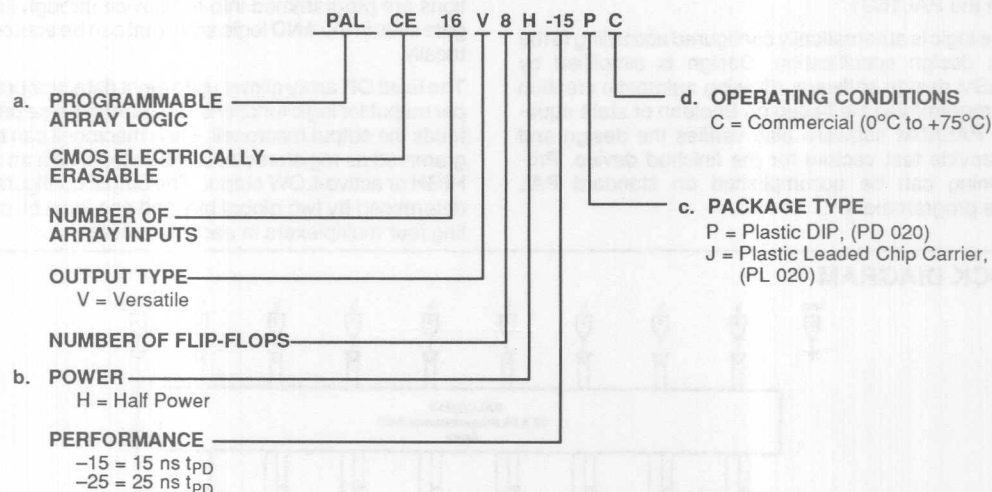 PAL CE 16 V 8 H -15 P C
a. PROGRAMMABLE
ARRAY LOGIC
CMOS ELECTRICALLY
ERASABLE
NUMBER OF
ARRAY INPUTS
OUTPUT TYPE
V = Versatile
NUMBER OF FLIP-FLOPS
b. POWER
H = Half Power
PERFORMANCE
–15 = 15 ns tPD
–25 = 25 ns tPD
d. OPERATING CONDITIONS
C = Commercial (0°C to +75°C)
c. PACKAGE TYPE
P = Plastic DIP, (PD 020)
J = Plastic Leaded Chip Carrier,
(PL 020)